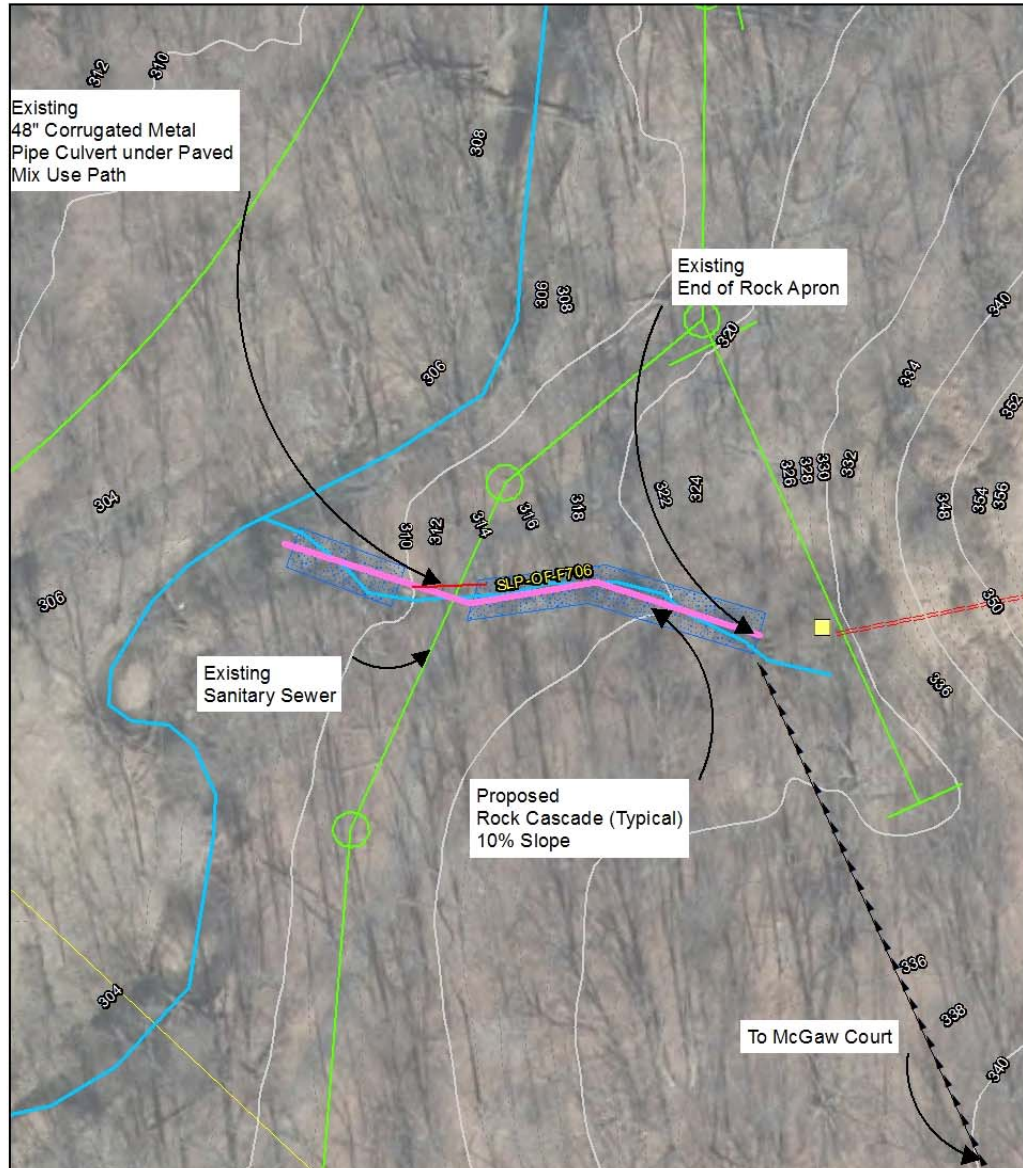 312
310
Existing
48" Corrugated Metal
Pipe Culvert under Paved
Mix Use Path
308
Existing
End of Rock Apron
306
308
320
340
334
352
306
304
322
324
326
328
330
332
348
354
356
310
312
314
316
318
SLP-OF-F706
306
350
Existing
Sanitary Sewer
336
Proposed
Rock Cascade (Typical)
10% Slope
304
336
338
To McGaw Court
340